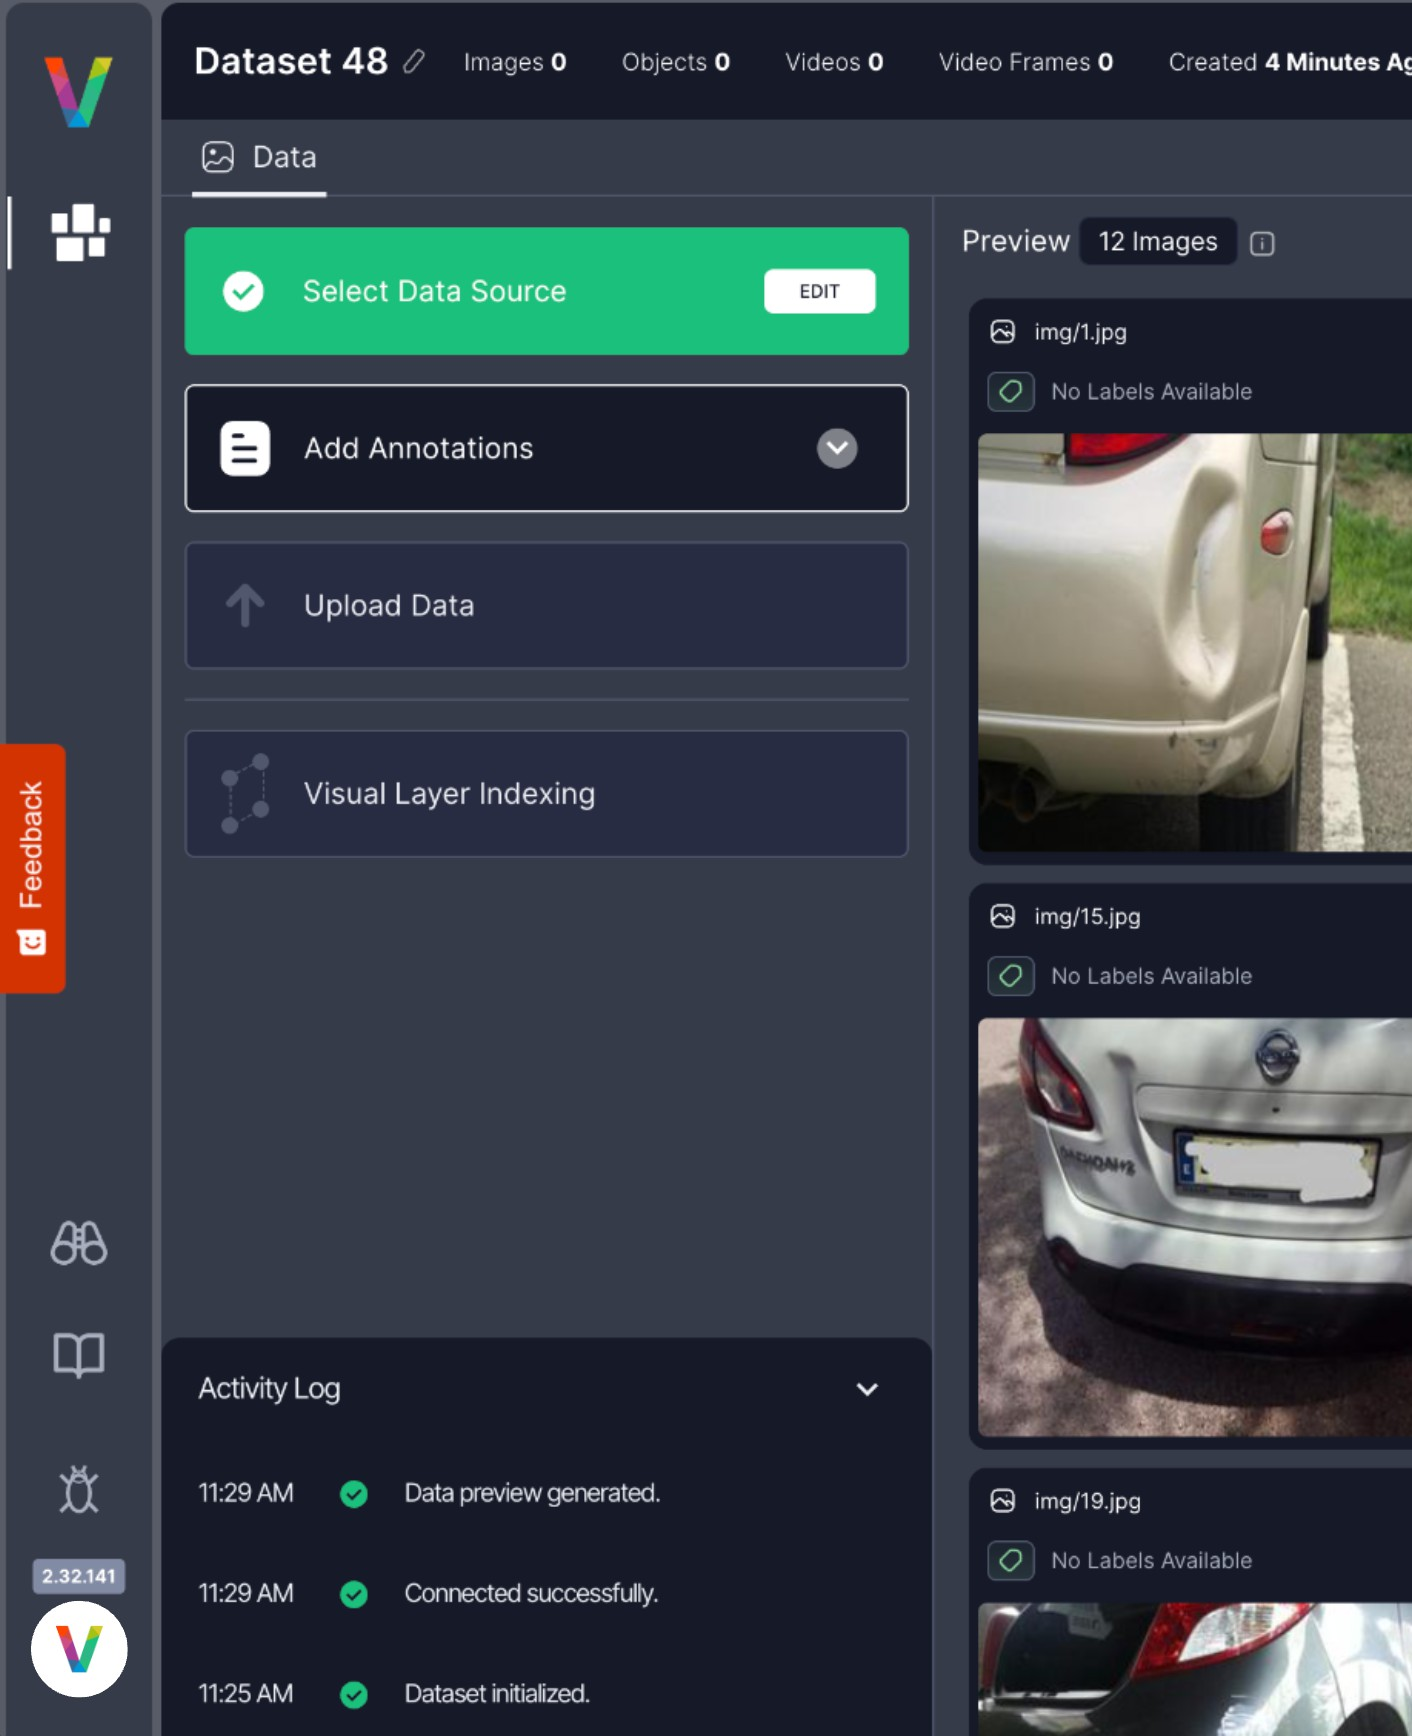 Dataset 48 Images 0 Objects 0 Videos 0 Video Frames 0 Created 4 Minutes Ag
Data
Select Data Source EDIT
Add Annotations
Upload Data
Visual Layer Indexing
Feedback
Activity Log
11:29 AM Data preview generated.
11:29 AM Connected successfully.
11:25 AM Dataset initialized.
2.32.141
Preview 12 Images
img/1.jpg
No Labels Available
img/15.jpg
No Labels Available
E
img/19.jpg
No Labels Available